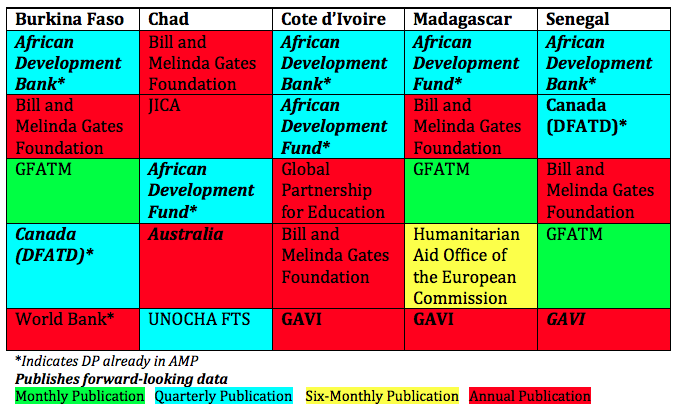 Burkina Faso Chad Cote d'Ivoire Madagascar Senegal
African Development Bank* Bill and Melinda Gates Foundation African Development Bank* African Development Fund* African Development Bank*
Bill and Melinda Gates Foundation JICA African Development Fund* Bill and Melinda Gates Foundation Canada (DFATD)*
GFATM African Development Fund* Global Partnership for Education GFATM Bill and Melinda Gates Foundation
Canada (DFATD)* Australia Bill and Melinda Gates Foundation Humanitarian Aid Office of the European Commission GFATM
World Bank* UNOCHA FTS GAVI GAVI GAVI
*Indicates DP already in AMP
Publishes forward-looking data
Monthly Publication Quarterly Publication Six-Monthly Publication Annual Publication